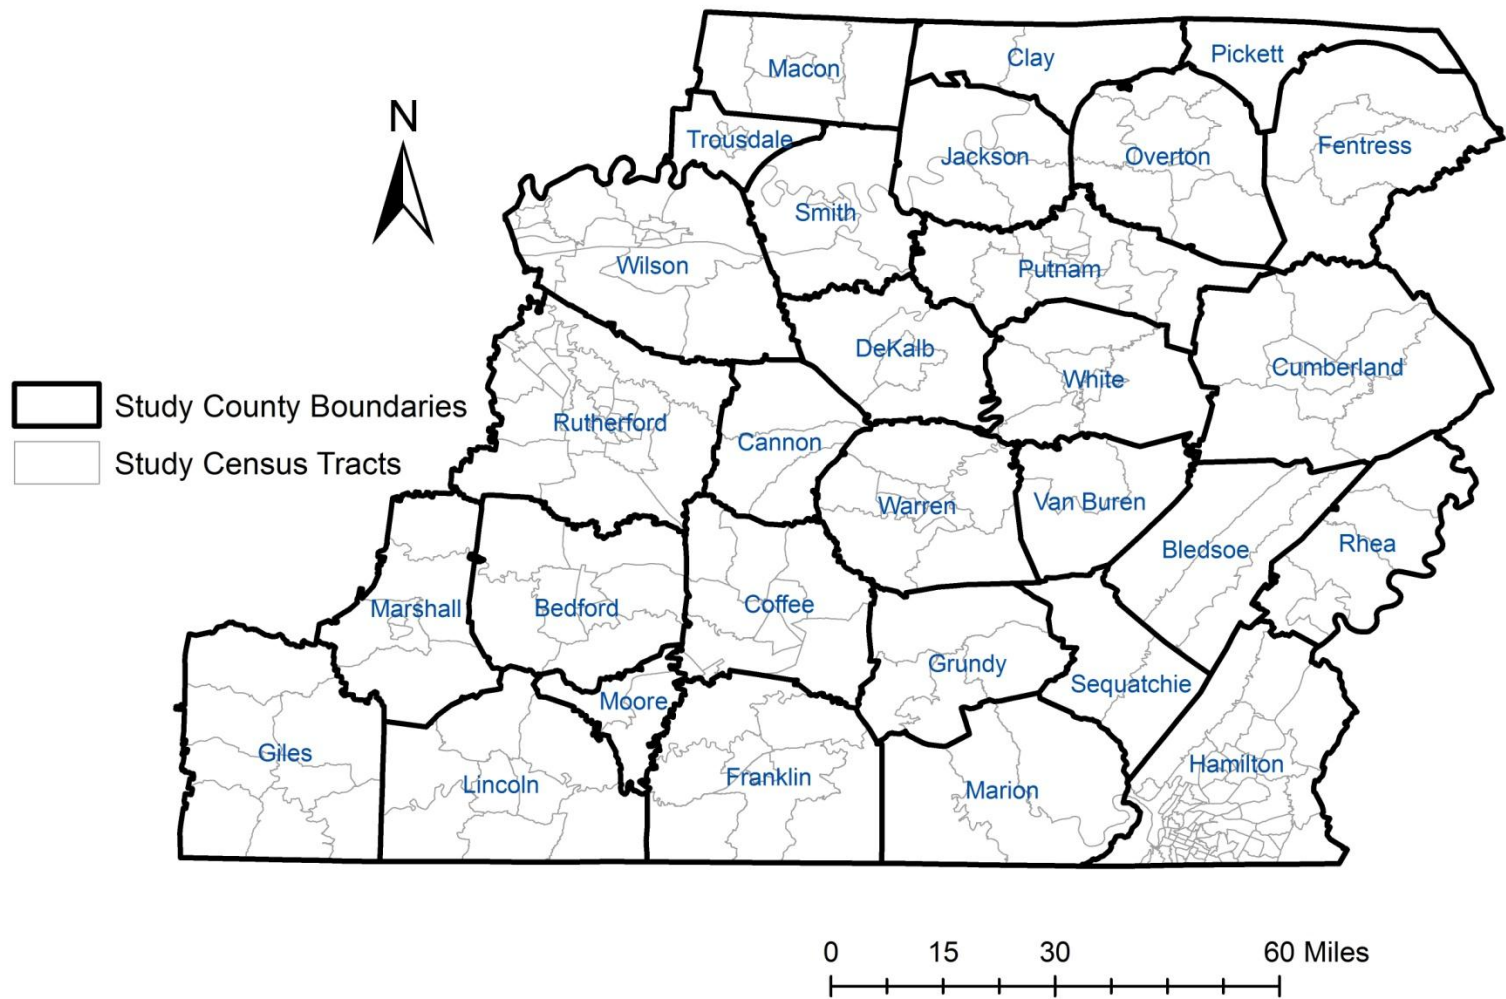 Clay
Pickett
Macon
N
Trousdale
Jackson
Overton
Fentress
Smith
Wilson
Putnam
DeKalb
White
Cumberland
Study County Boundaries
Rutherford
Cannon
Study Census Tracts
Warren
Van Buren
Bledsoe
Rhea
Marshall
Bedford
Coffee
Grundy
Sequatchie
Moore
Giles
Lincoln
Franklin
Marion
Hamilton
0 15 30 60 Miles